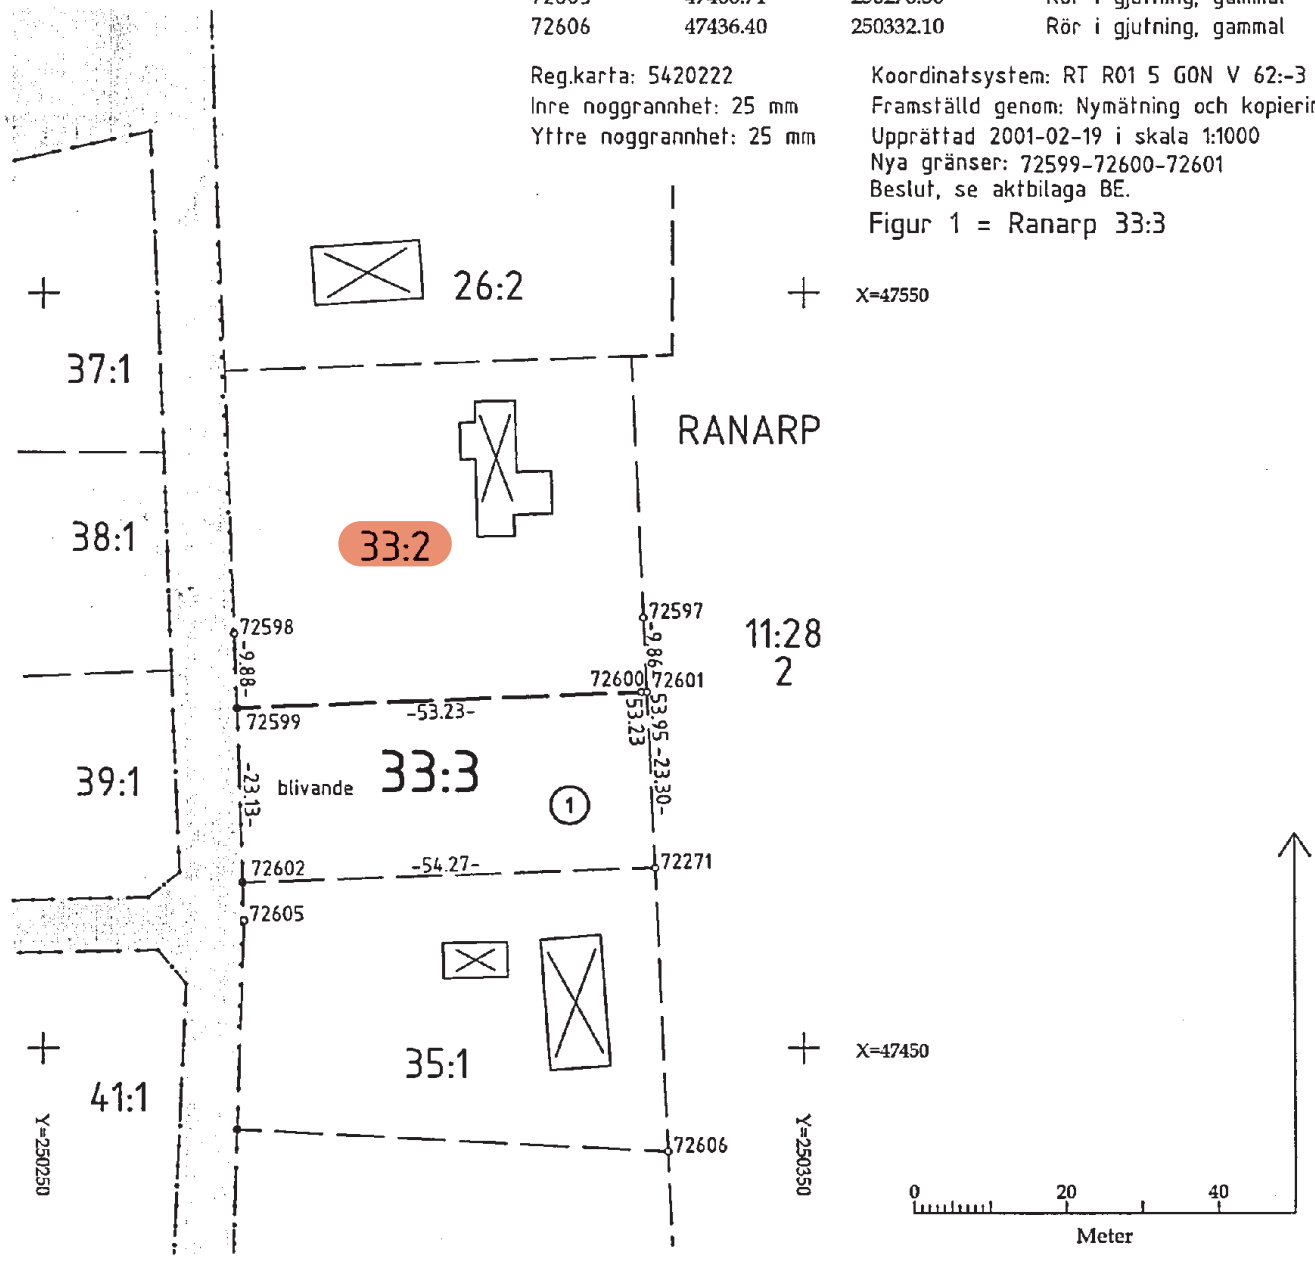 72606 47436.40 250332.10 Rör i gjutning, gammal
Reg.karta: 5420222
Inre noggrannhet: 25 mm
Yttre noggrannhet: 25 mm
Koordinatsystem: RT R01 5 GON V 62:-3
Framställd genom: Nymätning och kopierin
Upprättad 2001-02-19 i skala 1:1000
Nya gränser: 72599-72600-72601
Beslut, se aktbilaga BE.
Figur 1 = Ranarp 33:3
26:2
X=47550
37:1
RANARP
38:1
33:2
72597
72598
11:28
2
-9.88-
-9.86
72600 72601
72599
-53.23-
53.23
53.95
-23.30-
39:1
-23.13-
blivande 33:3
1
72602
-54.27-
72271
72605
35:1
X=47450
41:1
72606
Y=250250
Y=250350
0 20 40
Meter